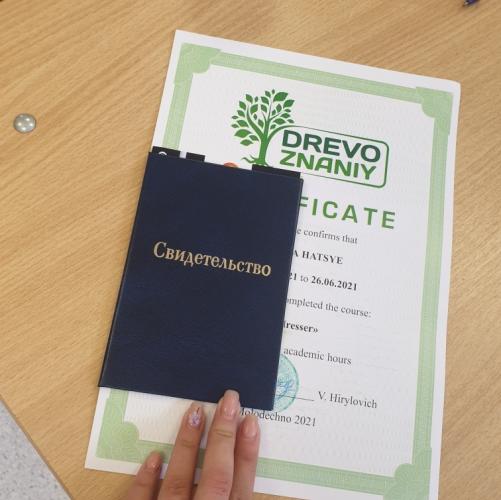 DREVO
ZNANIY
FICATE
e confirms that
A HATSYE
21 to 26.06.2021
mpleted the course:
resser»
academic hours
V. Hirylovich
Molodechno 2021
Свидетельство